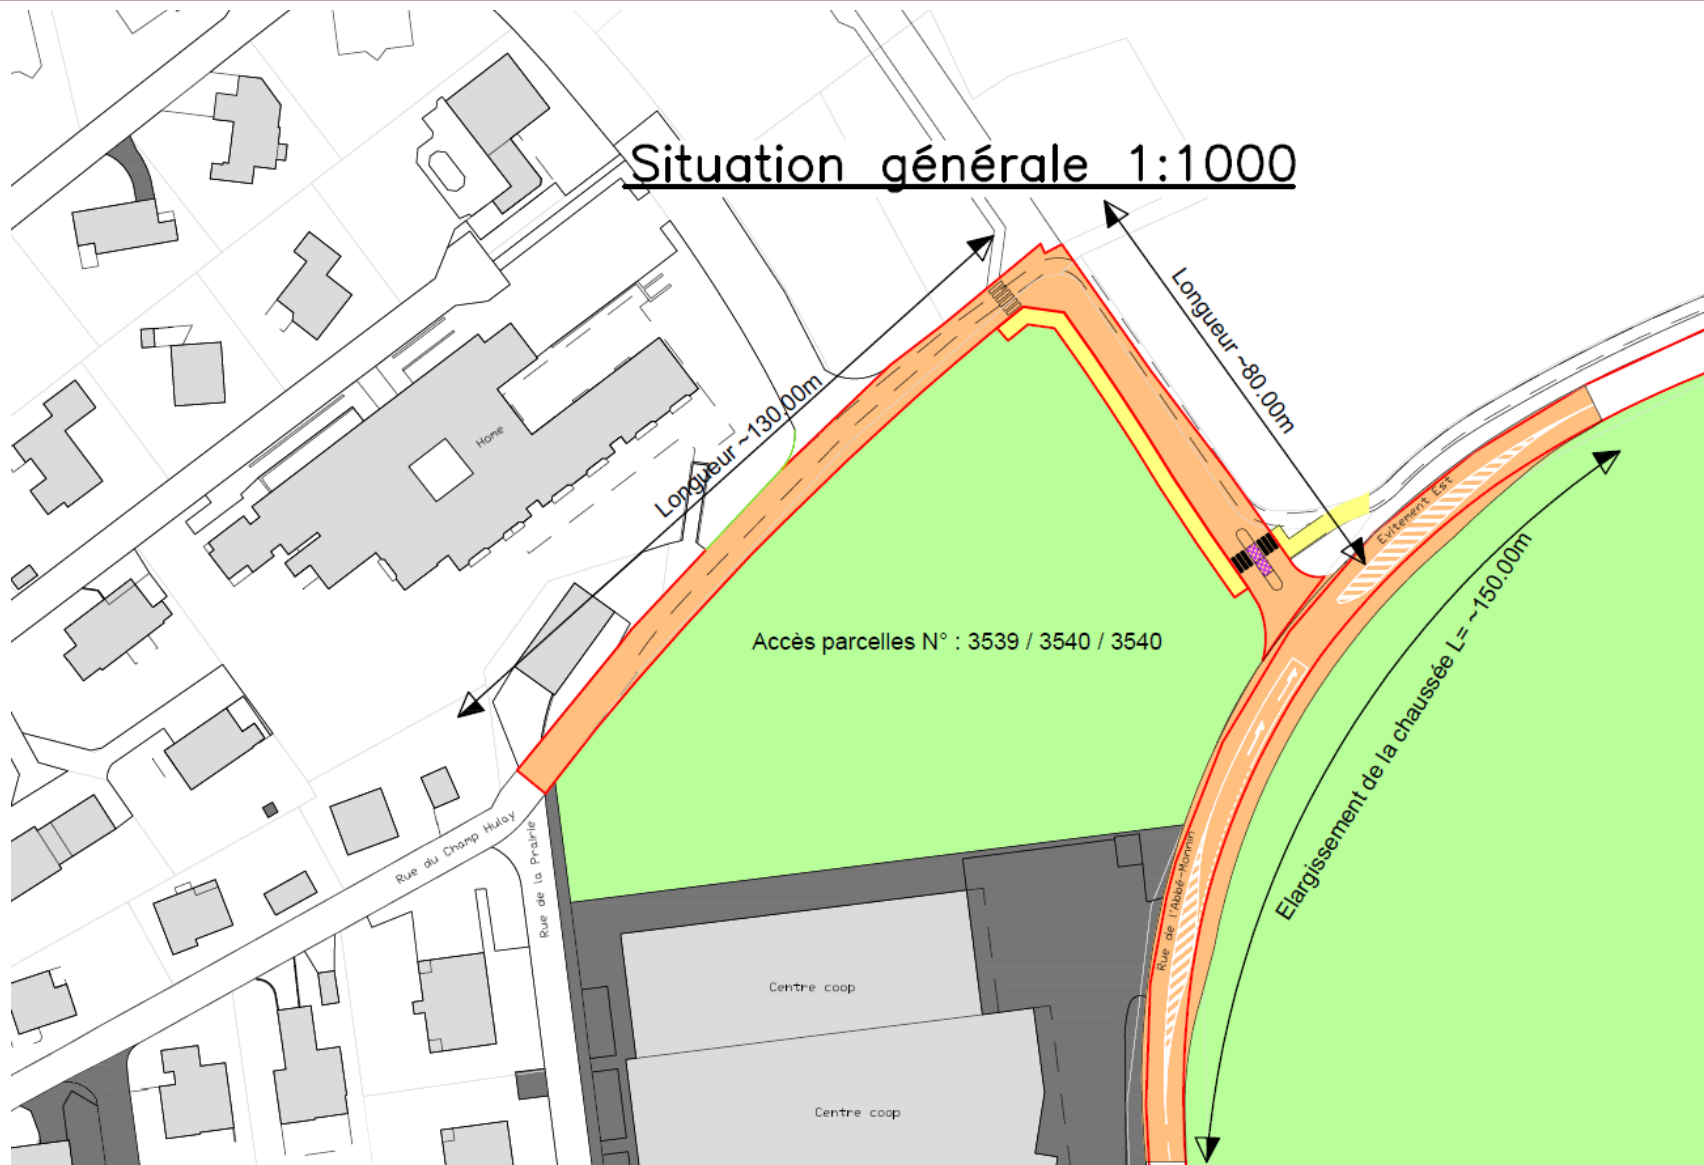 Situation générale 1:1000
Longueur ~80.00m
Longueur ~130.00m
Home
Evitement Est
Accès parcelles N° : 3539 / 3540 / 3540
Elargissement de la chaussée L= ~150.00m
Rue du Champ Hulay
Rue de la Prairie
Rue de l'Abbé-Monnin
Centre coop
Centre coop